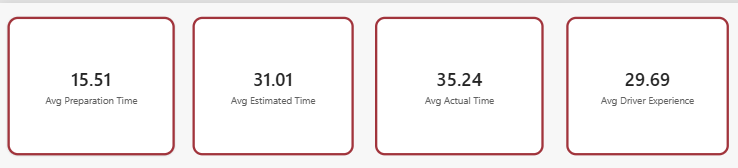 15.51
Avg Preparation Time
31.01
Avg Estimated Time
35.24
Avg Actual Time
29.69
Avg Driver Experience